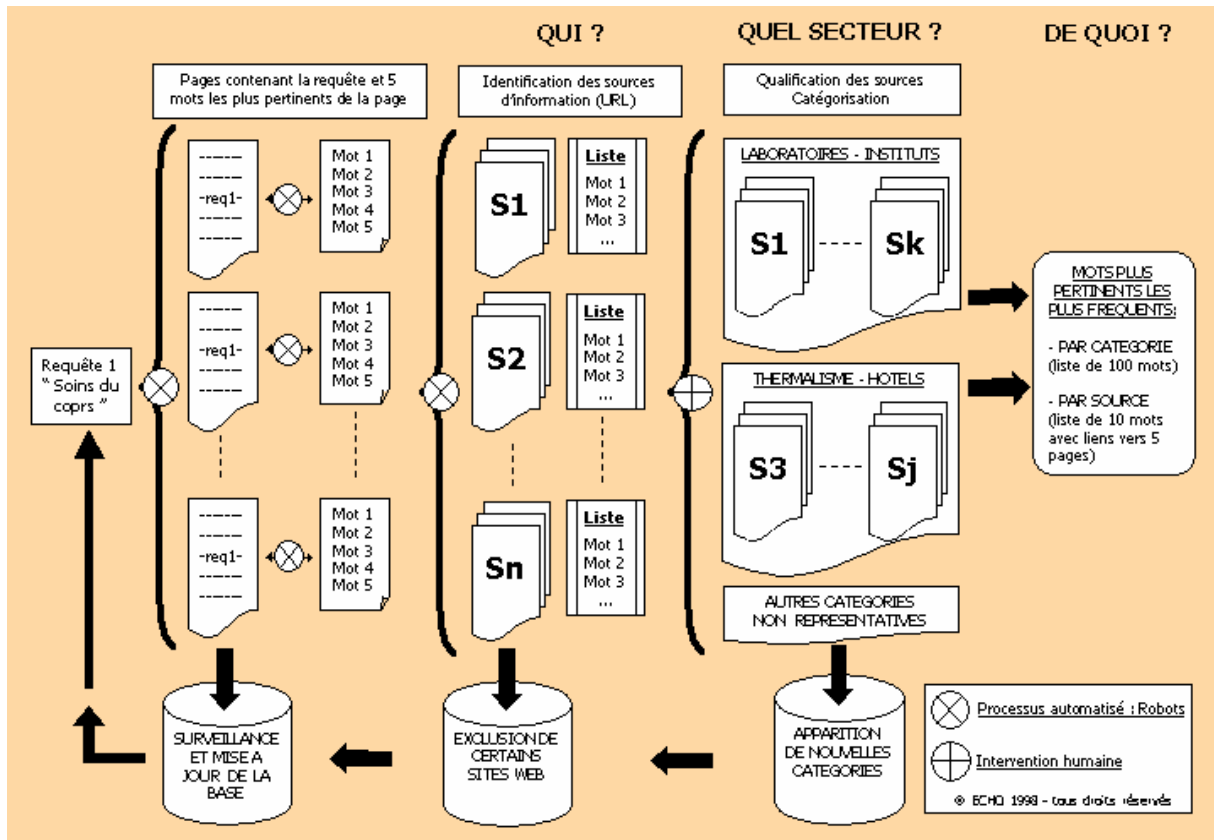 QUI ?
QUEL SECTEUR ?
DE QUOI ?
Pages contenant la requête et 5
mots les plus pertinents de la page
Identification des sources
d'information (URL)
Qualification des sources
Catégorisation
Requête 1
" Soins du
coprs "
------
------
-req1-
------
------
Mot 1
Mot 2
Mot 3
Mot 4
Mot 5
------
------
-req1-
------
------
Mot 1
Mot 2
Mot 3
Mot 4
Mot 5
------
------
-req1-
------
------
Mot 1
Mot 2
Mot 3
Mot 4
Mot 5
S1
Liste
Mot 1
Mot 2
Mot 3
...
S2
Liste
Mot 1
Mot 2
Mot 3
...
Sn
Liste
Mot 1
Mot 2
Mot 3
...
LABORATOIRES - INSTITUTS
S1
Sk
THERMALISME - HOTELS
S3
Sj
AUTRES CATEGORIES
NON REPRESENTATIVES
MOTS PLUS
PERTINENTS LES
PLUS FREQUENTS:
- PAR CATEGORIE
(liste de 100 mots)
- PAR SOURCE
(liste de 10 mots
avec liens vers 5
pages)
SURVEILLANCE
ET MISE A
JOUR DE LA
BASE
EXCLUSION DE
CERTAINS
SITES WEB
APPARITION
DE NOUVELLES
CATEGORIES
Processus automatisé : Robots
Intervention humaine
® ECHO 1998 - tous droits réservés